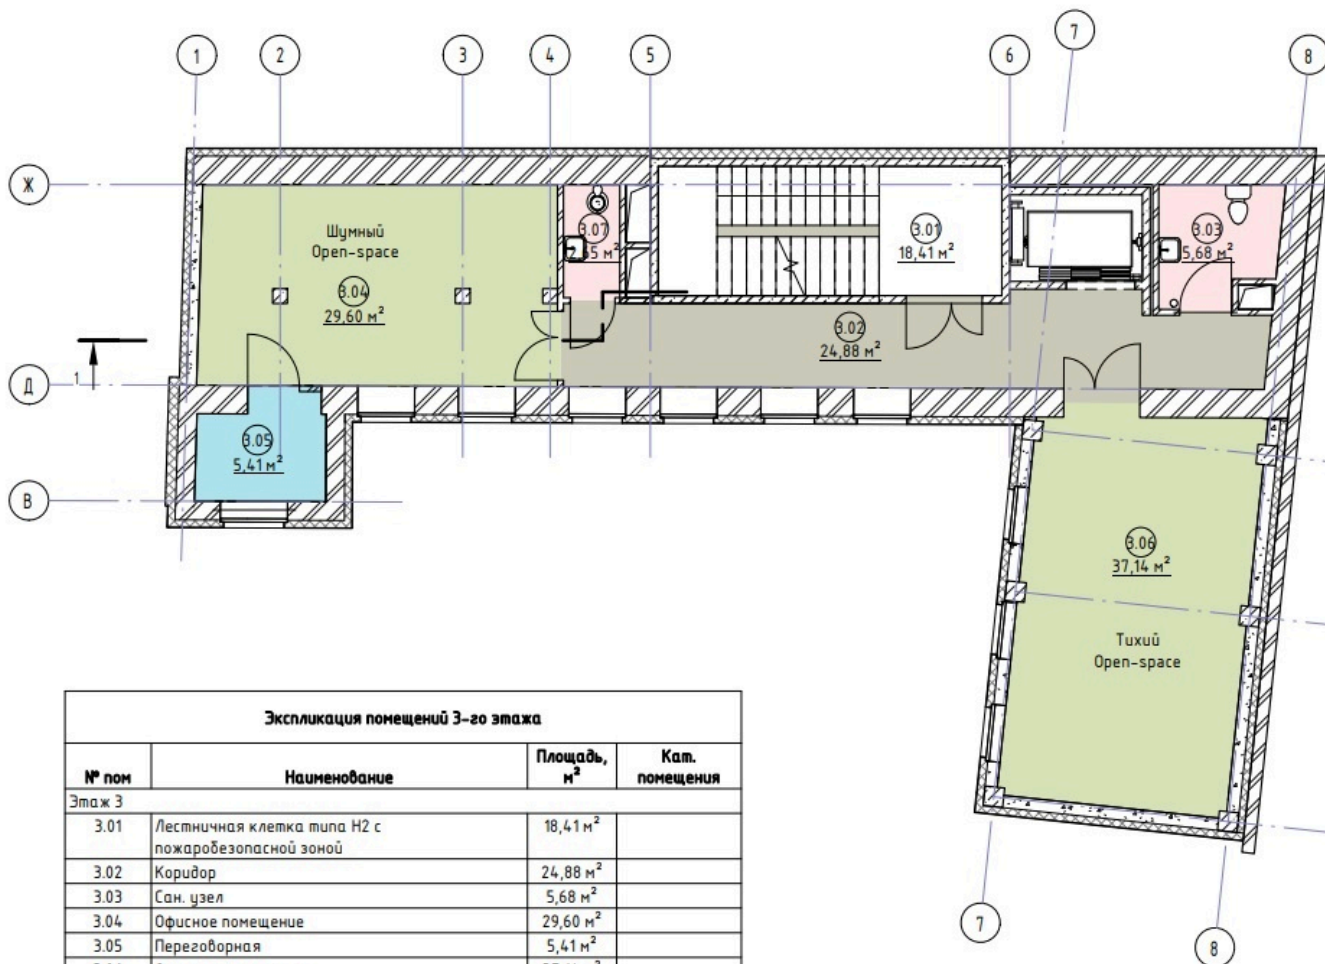 1 2 3 4 5 6 7 8
Ж
Д
В
Шумный
Open-space
3.04
29,60 м²
3.07
3.01
18,41 м²
3.03
5,68 м²
3.02
24,88 м²
1
3.05
5,41 м²
3.06
37,14 м²
Тихий
Open-space
7
8
Экспликация помещений 3-го этажа
№ пом Наименование Площадь, м² Кат. помещения
Этаж 3
3.01 Лестничная клетка типа Н2 с 18,41 м²
пожаробезопасной зоной
3.02 Коридор 24,88 м²
3.03 Сан. узел 5,68 м²
3.04 Офисное помещение 29,60 м²
3.05 Переговорная 5,41 м²